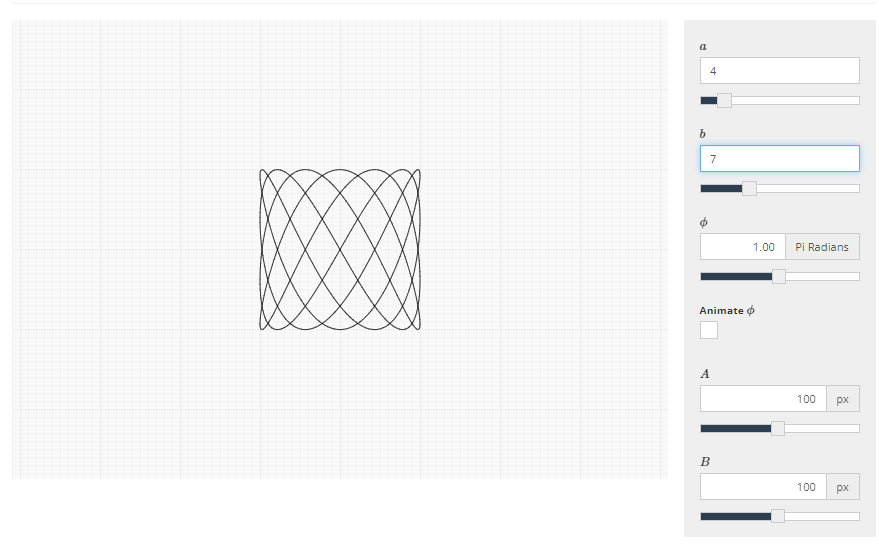 a
4
b
7
ϕ
1.00 Pi Radians
Animate ϕ
A
100 px
B
100 px